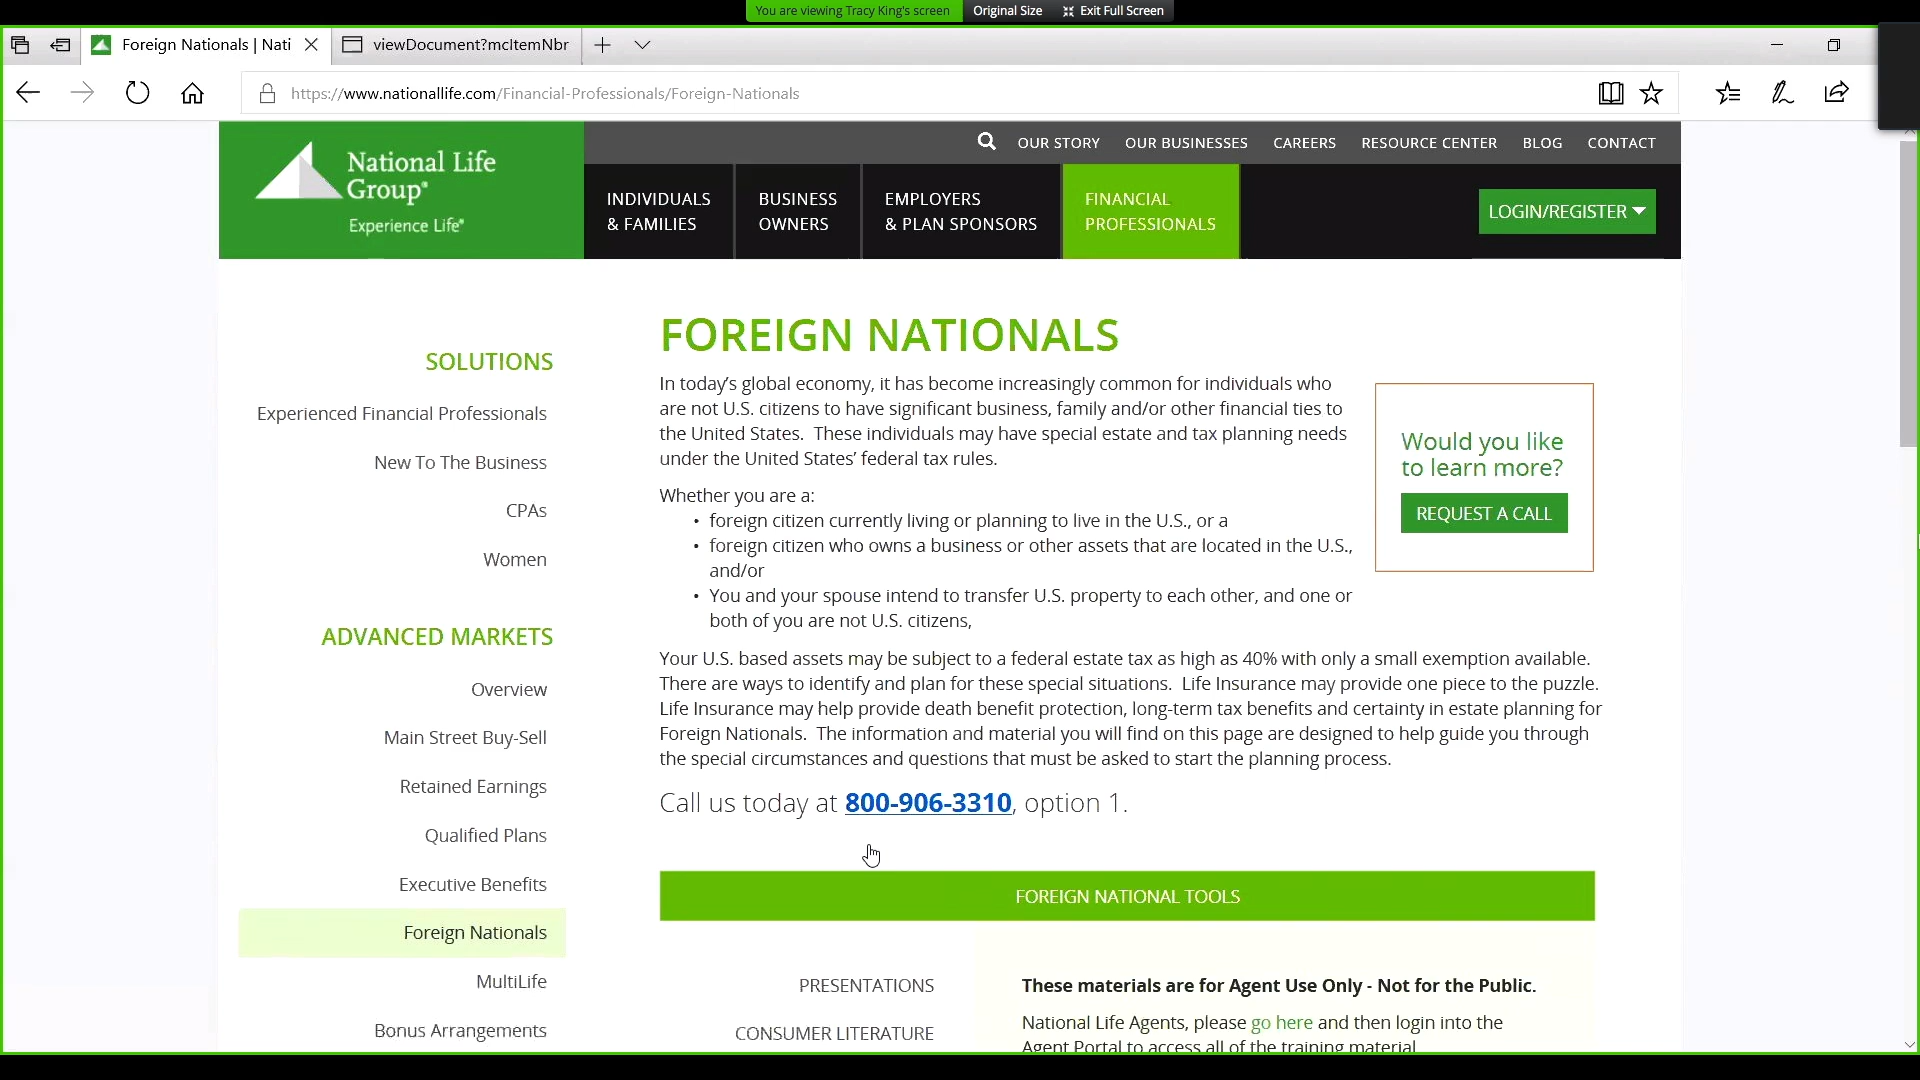 You are viewing Tracy King's screen
Original Size
Exit Full Screen
Foreign Nationals | Nati
viewDocument?mcItemNbr
https://www.nationallife.com/Financial-Professionals/Foreign-Nationals
National Life
Group®
Experience Life®
OUR STORY
OUR BUSINESSES
CAREERS
RESOURCE CENTER
BLOG
CONTACT
INDIVIDUALS
& FAMILIES
BUSINESS
OWNERS
EMPLOYERS
& PLAN SPONSORS
FINANCIAL
PROFESSIONALS
LOGIN/REGISTER
SOLUTIONS
Experienced Financial Professionals
New To The Business
CPAs
Women
ADVANCED MARKETS
Overview
Main Street Buy-Sell
Retained Earnings
Qualified Plans
Executive Benefits
Foreign Nationals
MultiLife
Bonus Arrangements
FOREIGN NATIONALS
In today's global economy, it has become increasingly common for individuals who
are not U.S. citizens to have significant business, family and/or other financial ties to
the United States.  These individuals may have special estate and tax planning needs
under the United States' federal tax rules.
Whether you are a:
• foreign citizen currently living or planning to live in the U.S., or a
• foreign citizen who owns a business or other assets that are located in the U.S.,
and/or
• You and your spouse intend to transfer U.S. property to each other, and one or
both of you are not U.S. citizens,
Would you like
to learn more?
REQUEST A CALL
Your U.S. based assets may be subject to a federal estate tax as high as 40% with only a small exemption available.
There are ways to identify and plan for these special situations.  Life Insurance may provide one piece to the puzzle.
Life Insurance may help provide death benefit protection, long-term tax benefits and certainty in estate planning for
Foreign Nationals.  The information and material you will find on this page are designed to help guide you through
the special circumstances and questions that must be asked to start the planning process.
Call us today at 800-906-3310, option 1.
FOREIGN NATIONAL TOOLS
PRESENTATIONS
CONSUMER LITERATURE
These materials are for Agent Use Only - Not for the Public.
National Life Agents, please go here and then login into the
Agent Portal to access all of the training material